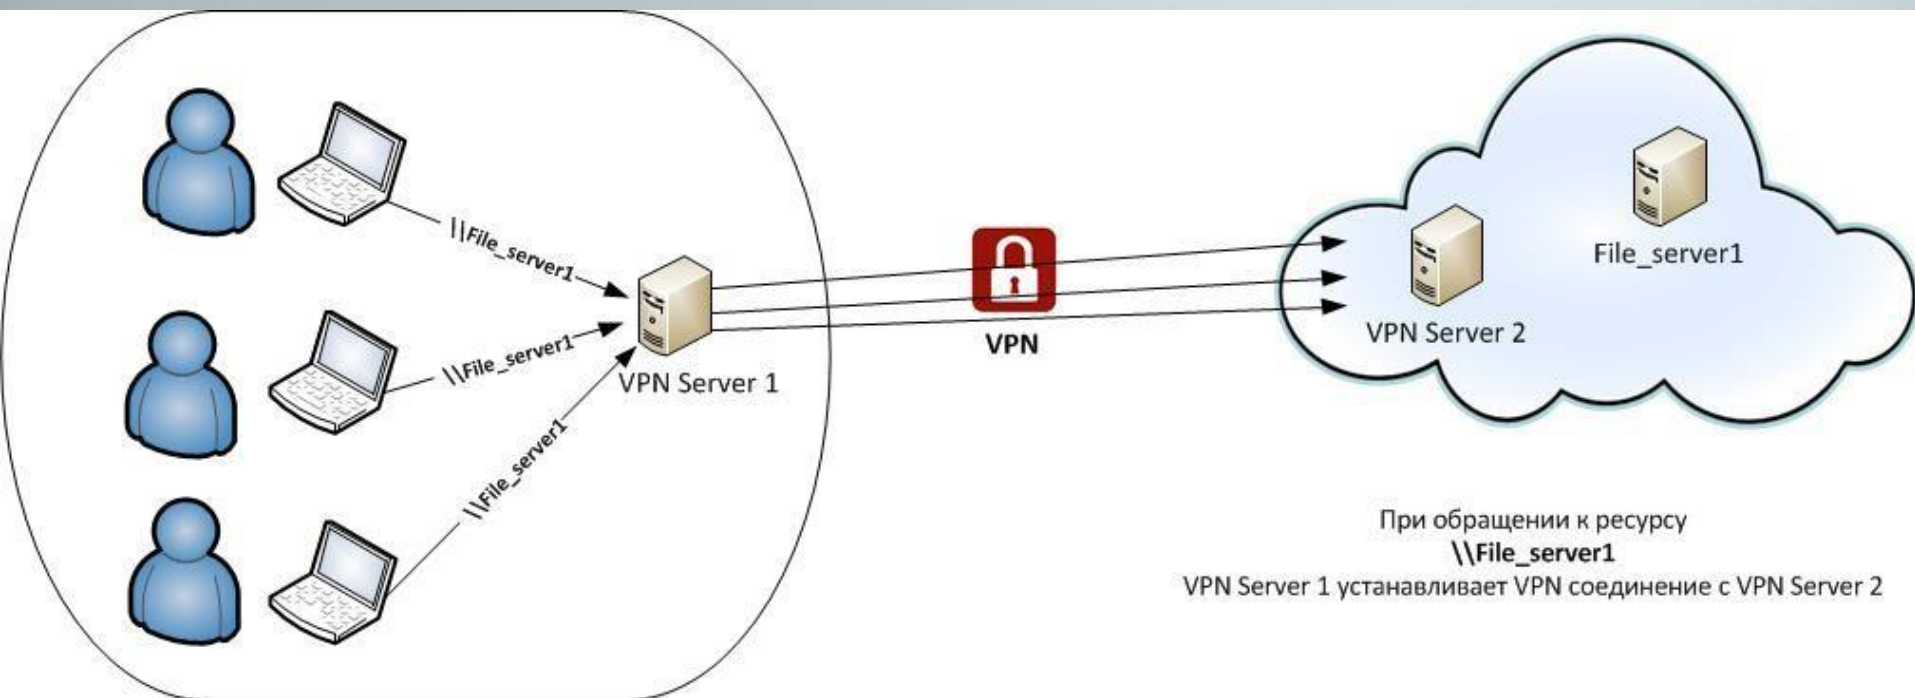 \\File_server1
\\File_server1
\\File_server1
VPN Server 1
VPN
VPN Server 2
File_server1
При обращении к ресурсу
\\File_server1
VPN Server 1 устанавливает VPN соединение с VPN Server 2